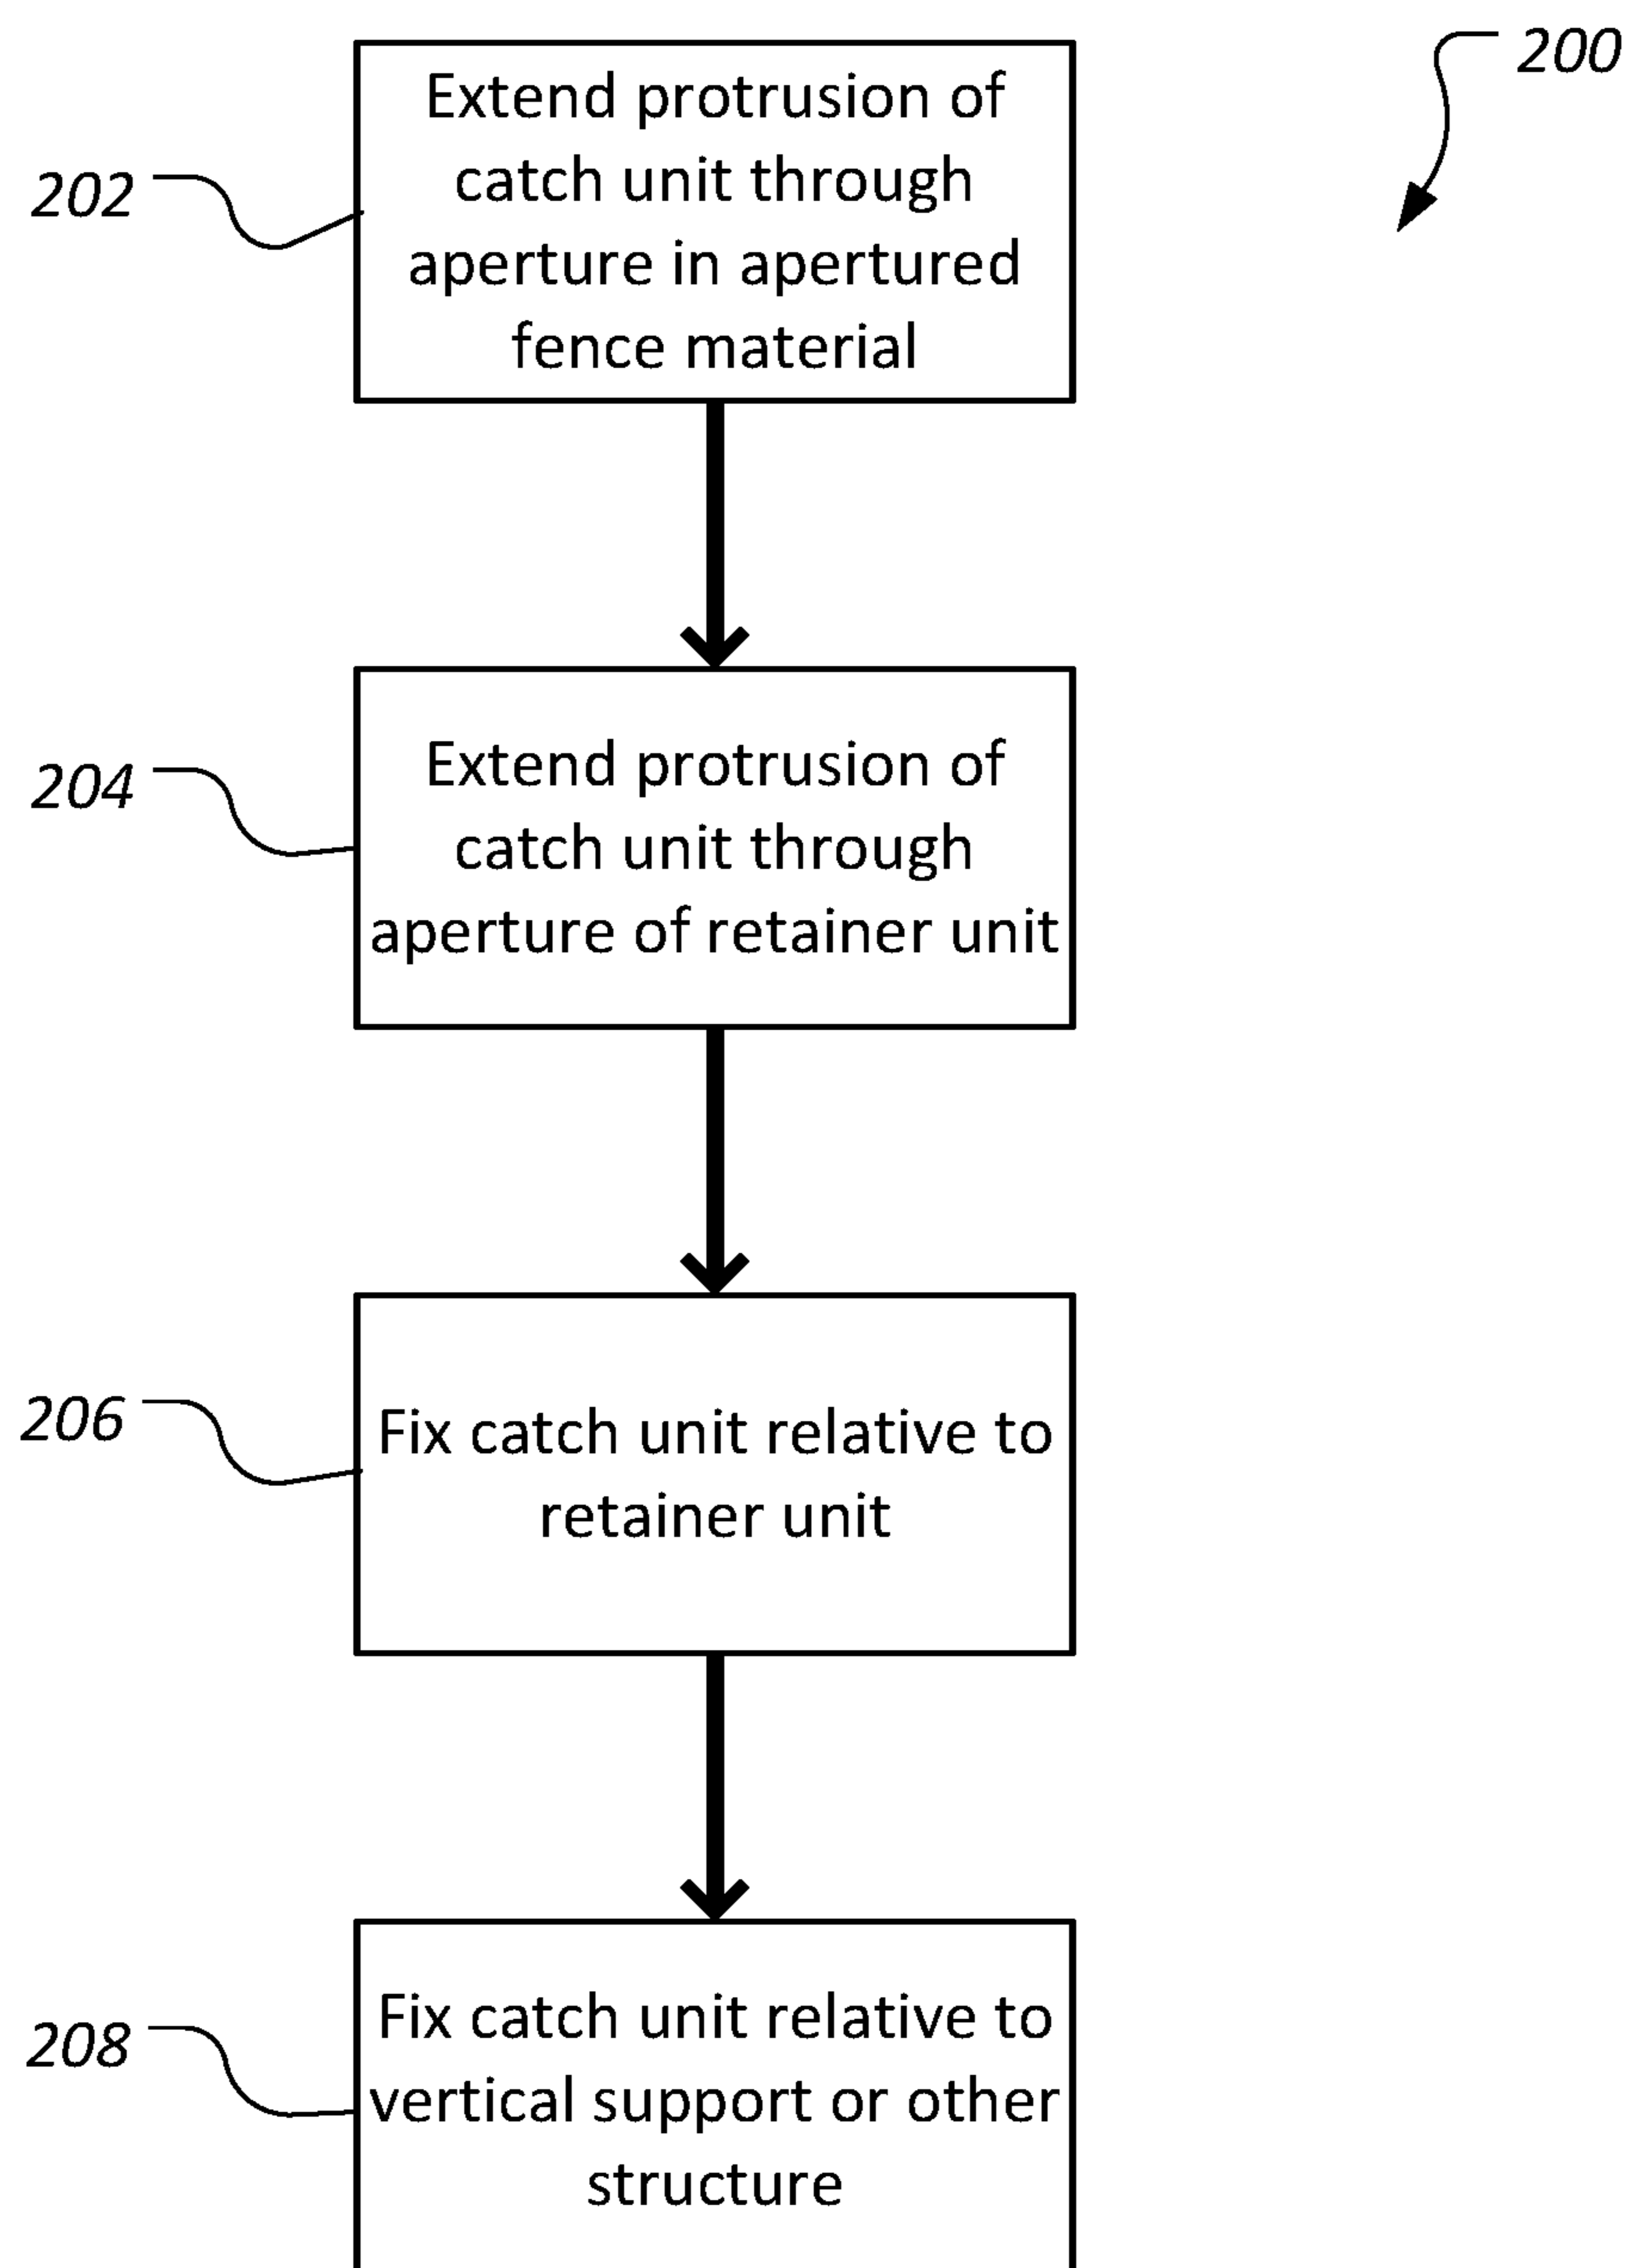 200
202
Extend protrusion of
catch unit through
aperture in apertured
fence material
204
Extend protrusion of
catch unit through
aperture of retainer unit
206
Fix catch unit relative to
retainer unit
208
Fix catch unit relative to
vertical support or other
structure